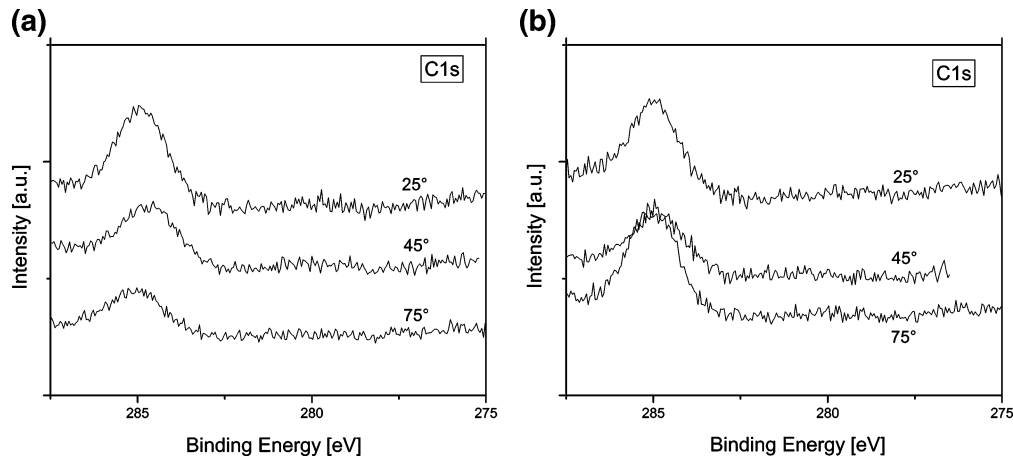 (a)
C1s
Intensity [a.u.]
25°
45°
75°
285
280
275
Binding Energy [eV]
(b)
C1s
Intensity [a.u.]
25°
45°
75°
285
280
275
Binding Energy [eV]